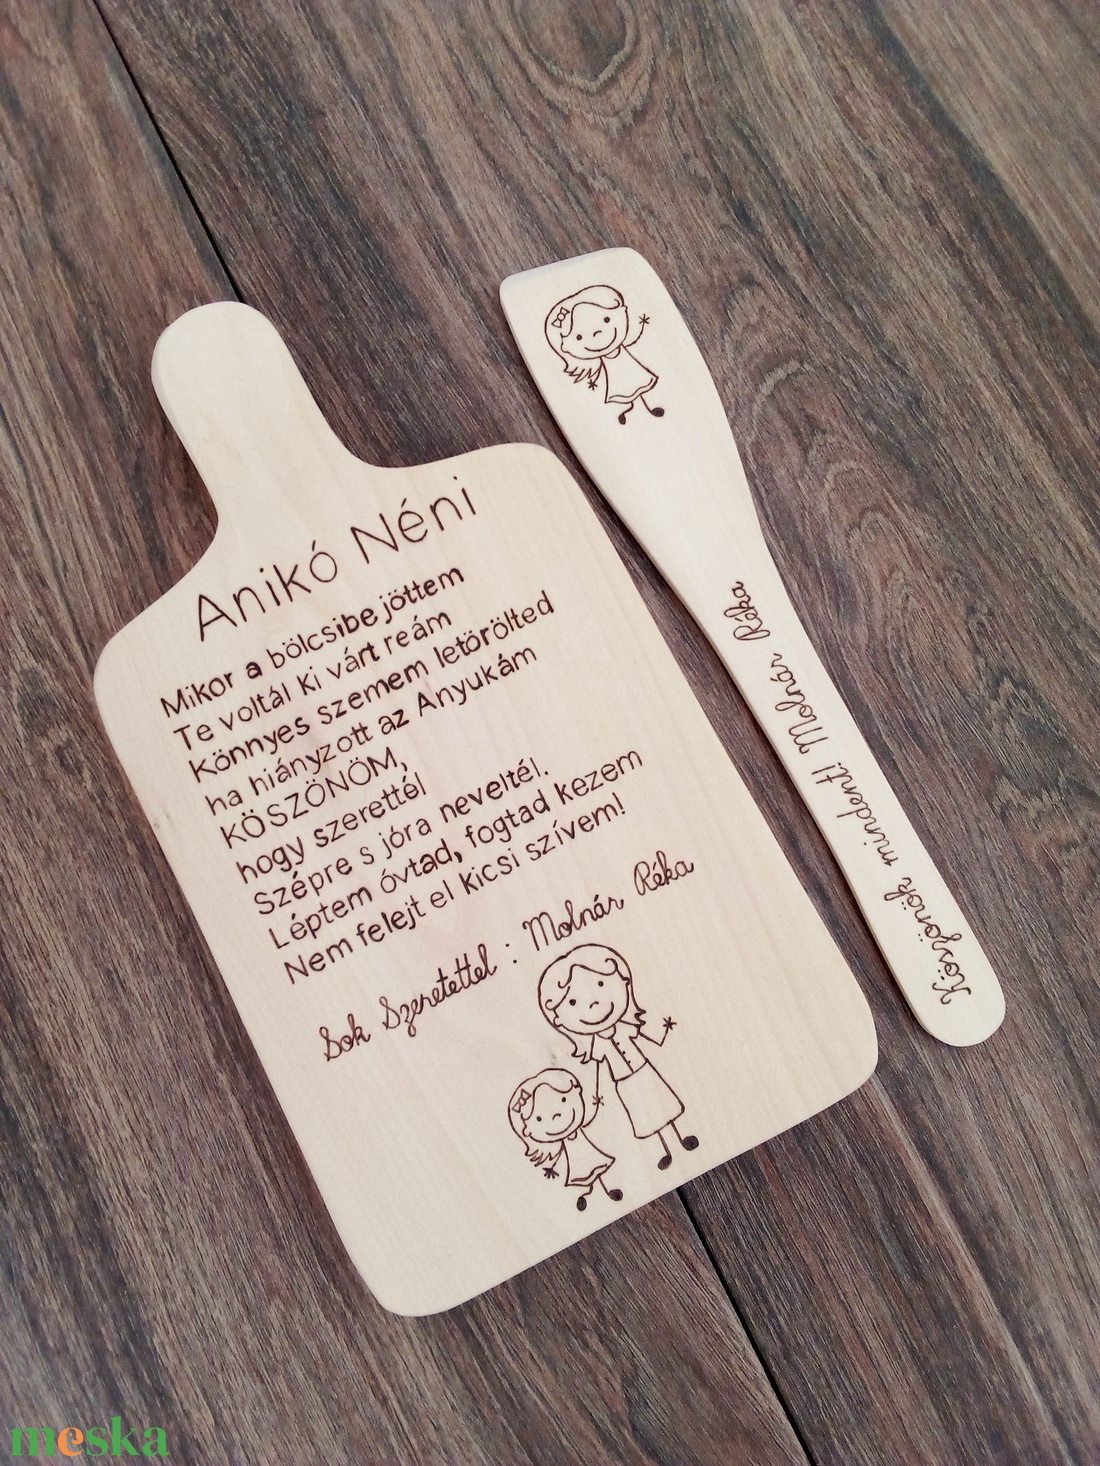 Anikó Néni
Mikor a bölcsibe jöttem
Te voltál Ki várt reám
Könnyes szemem letörölted
ha hiányzott az Anyukám
KÖSZÖNÖM,
hogy szerettél
Szépre s jóra neveltél.
Léptem óvtad, fogtad kezem
Nem felejt el kicsi szívem!
Sok Szeretettel : Molnár Réka
Köszönök mindent! Molnár Réka
meska